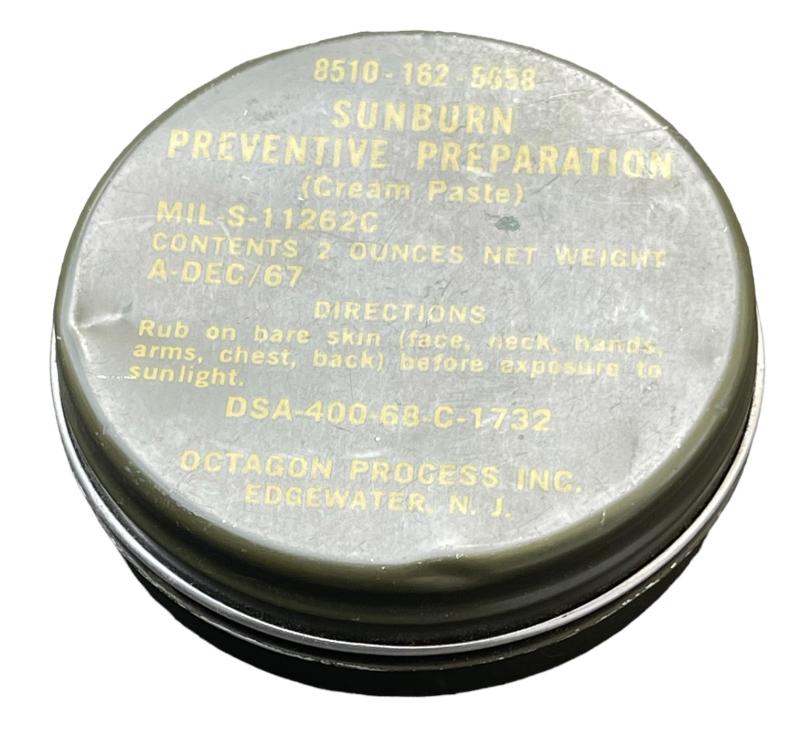 8510-162-5658
SUNBURN
PREVENTIVE PREPARATION
(Cream Paste)
MIL-S-11262C
CONTENTS 2 OUNCES NET WEIGHT
A-DEC/67
DIRECTIONS
Rub on bare skin (face, neck, hands,
arms, chest, back) before exposure to
sunlight.
DSA-400-68-C-1732
OCTAGON PROCESS INC.
EDGEWATER, N. J.